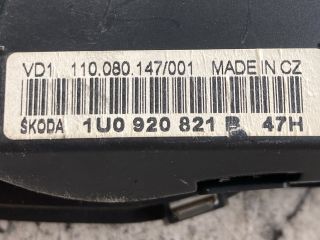 VD1 110.080.147/001 MADE IN CZ
ŠKODA 1U0 920 821 B 47H